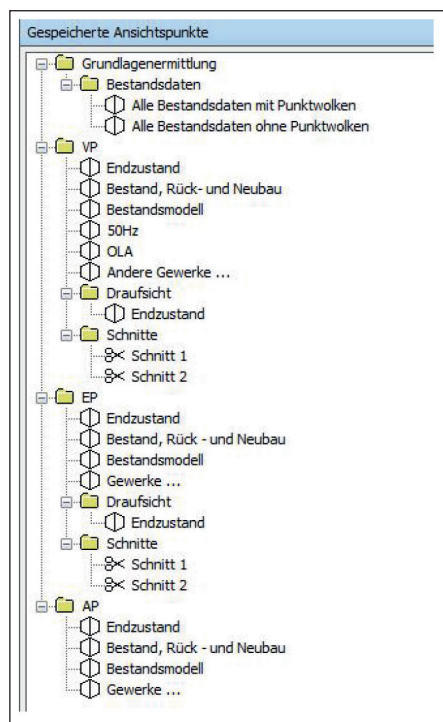 Gespeicherte Ansichtspunkte
Grundlagenermittlung
Bestandsdaten
Alle Bestandsdaten mit Punktwolken
Alle Bestandsdaten ohne Punktwolken
VP
Endzustand
Bestand, Rück- und Neubau
Bestandsmodell
50Hz
OLA
Andere Gewerke ...
Draufsicht
Endzustand
Schnitte
Schnitt 1
Schnitt 2
EP
Endzustand
Bestand, Rück - und Neubau
Bestandsmodell
Gewerke ...
Draufsicht
Endzustand
Schnitte
Schnitt 1
Schnitt 2
AP
Endzustand
Bestand, Rück - und Neubau
Bestandsmodell
Gewerke ...